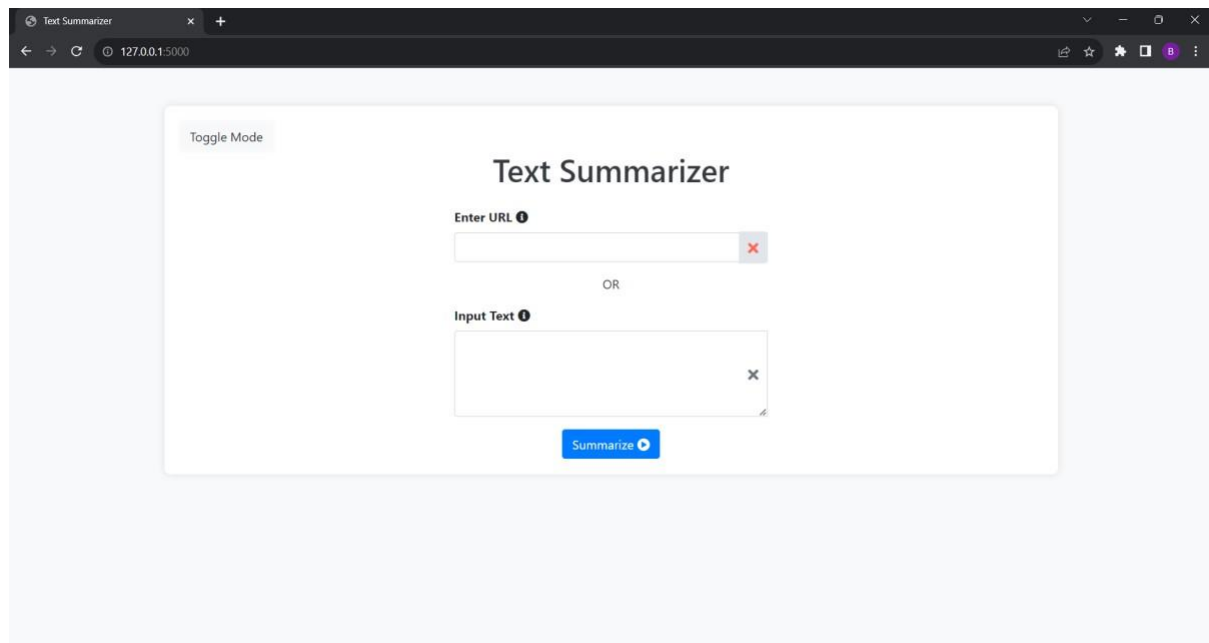 Text Summarizer
127.0.0.1:5000
B
Toggle Mode
Text Summarizer
Enter URL
OR
Input Text
Summarize